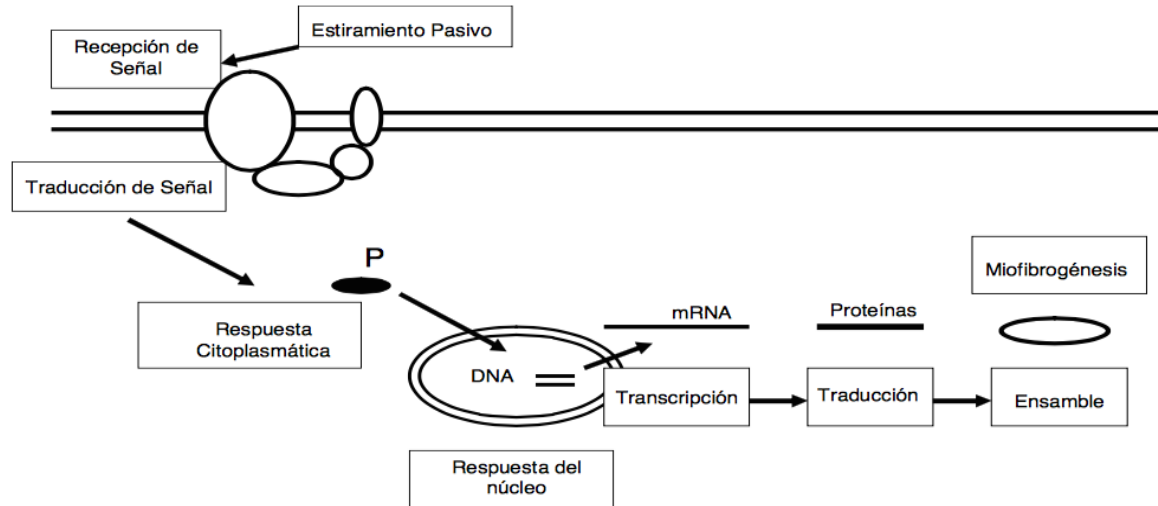 Estiramiento Pasivo
Recepción de
Señal
Traducción de Señal
P
Respuesta
Citoplasmática
Miofibrogénesis
mRNA
Proteínas
DNA
Transcripción
Traducción
Ensamble
Respuesta del
núcleo